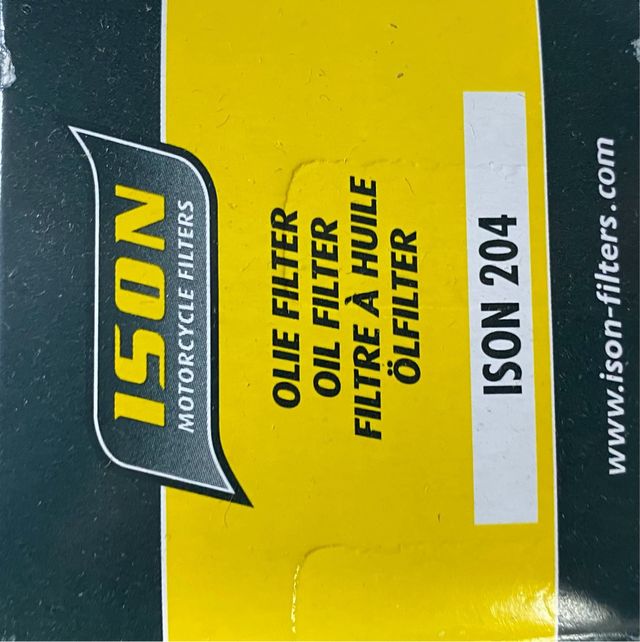 ISON
MOTORCYCLE FILTERS
OLIE FILTER
OIL FILTER
FILTRE À HUILE
ÖLFILTER
ISON 204
www.ison-filters.com